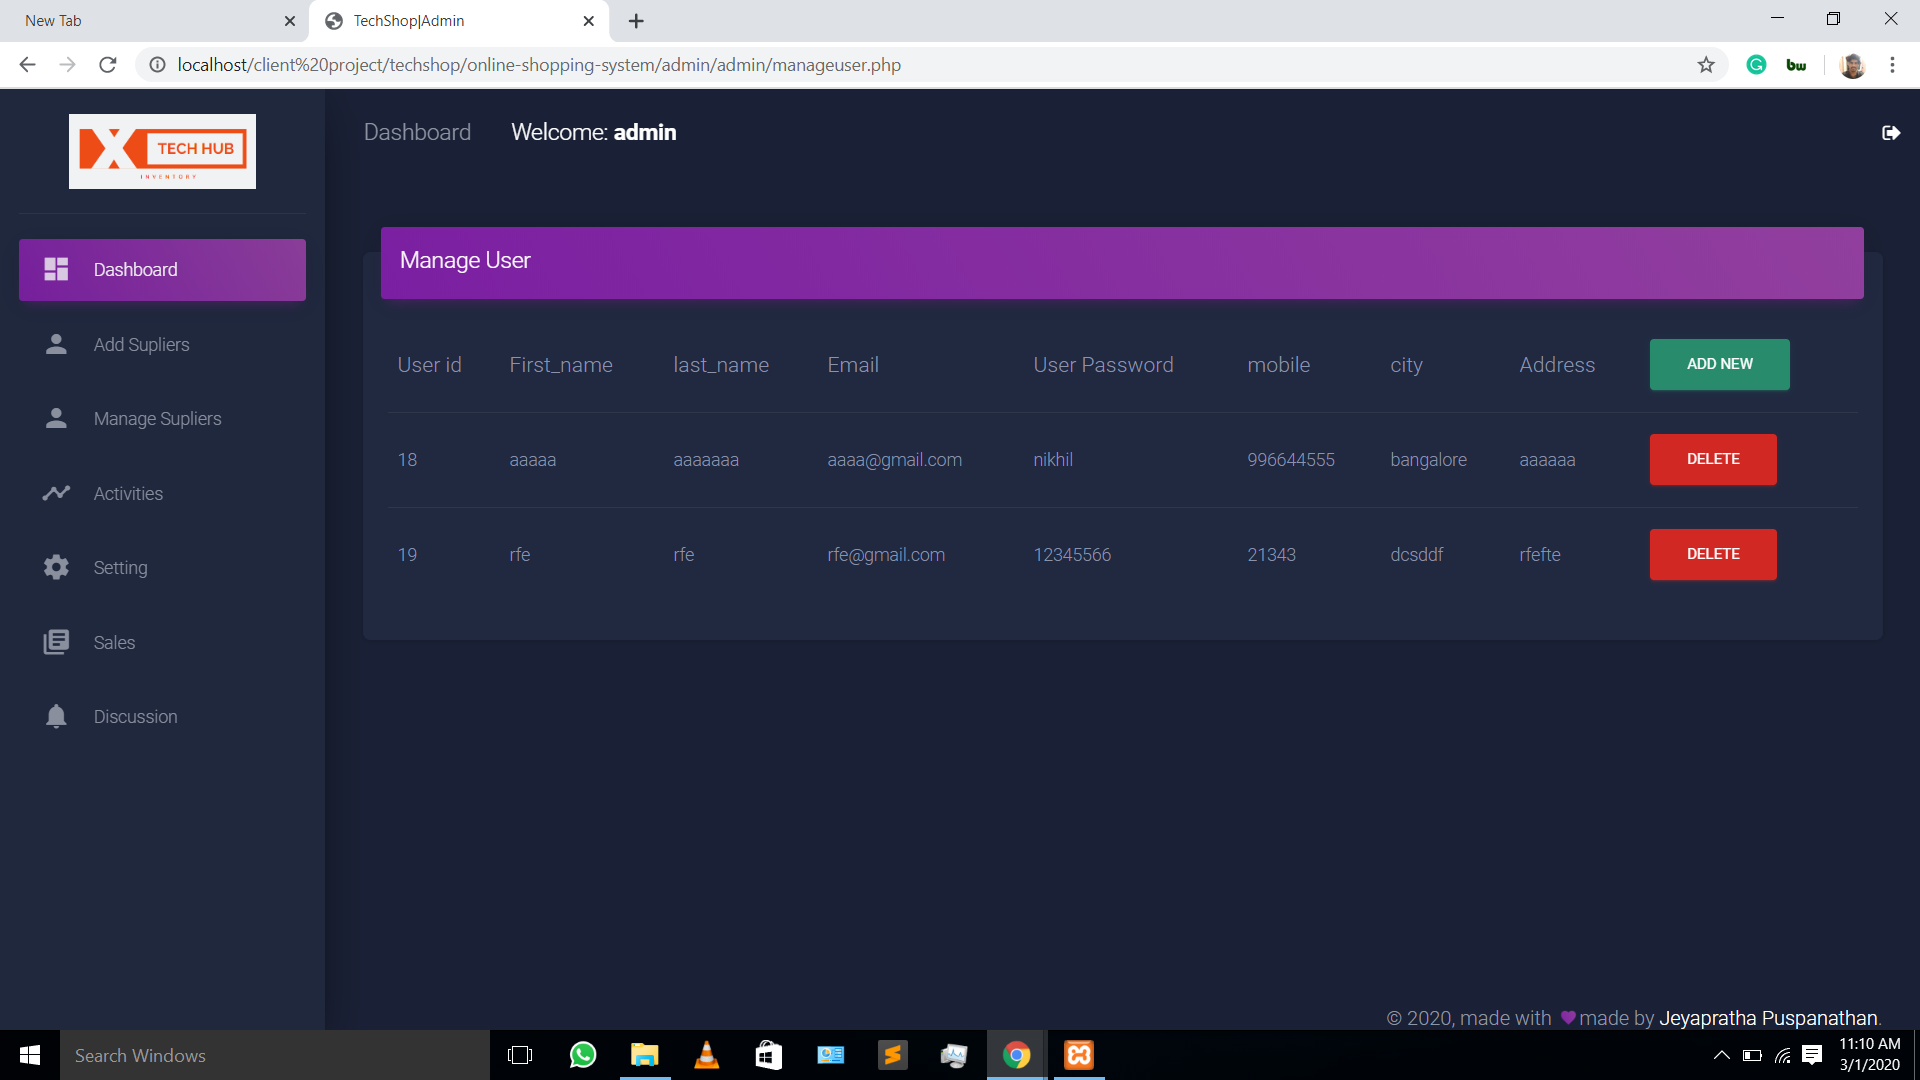 New Tab
TechShop|Admin
localhost/client%20project/techshop/online-shopping-system/admin/admin/manageuser.php
bw
X TECH HUB
INVENTORY
Dashboard Welcome: admin
Dashboard
Add Supliers
Manage Supliers
Activities
Setting
Sales
Discussion
Manage User
User id First_name last_name Email User Password mobile city Address ADD NEW
18 aaaaa aaaaaaa aaaa@gmail.com nikhil 996644555 bangalore aaaaaa DELETE
19 rfe rfe rfe@gmail.com 12345566 21343 dcsddf rfefte DELETE
© 2020, made with made by Jeyapratha Puspanathan.
Search Windows
11:10 AM
3/1/2020